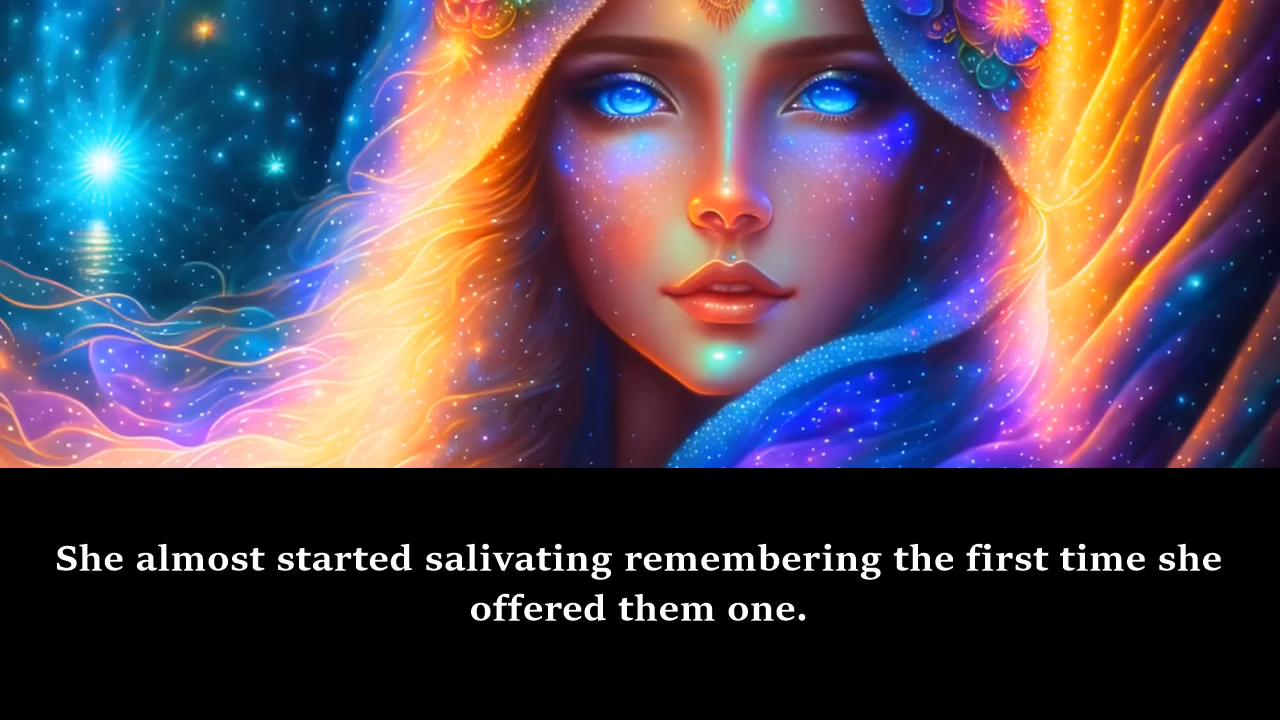 She almost started salivating remembering the first time she
offered them one.